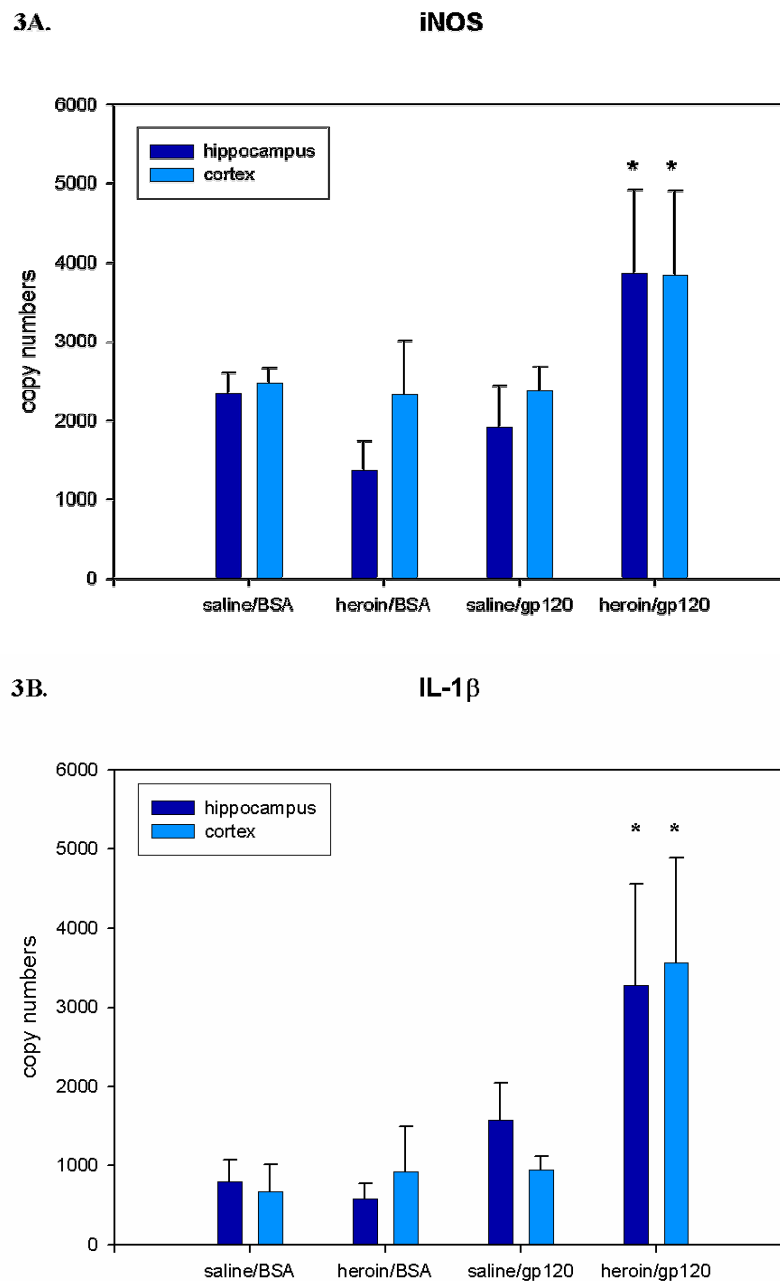 3A.
iNOS
6000
5000
4000
3000
2000
1000
0
copy numbers
hippocampus
cortex
* *
saline/BSA heroin/BSA saline/gp120 heroin/gp120
3B.
IL-1β
6000
5000
4000
3000
2000
1000
0
copy numbers
hippocampus
cortex
* *
saline/BSA heroin/BSA saline/gp120 heroin/gp120